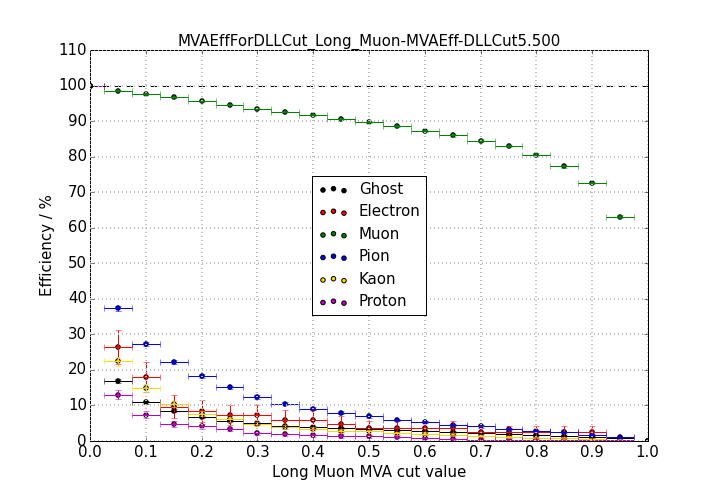 MVAEffForDLLCut_Long_Muon-MVAEff-DLLCut5.500
110
100
90
80
70
60
50
40
30
20
10
0
Efficiency / %
Ghost
Electron
Muon
Pion
Kaon
Proton
0.0 0.1 0.2 0.3 0.4 0.5 0.6 0.7 0.8 0.9 1.0
Long Muon MVA cut value